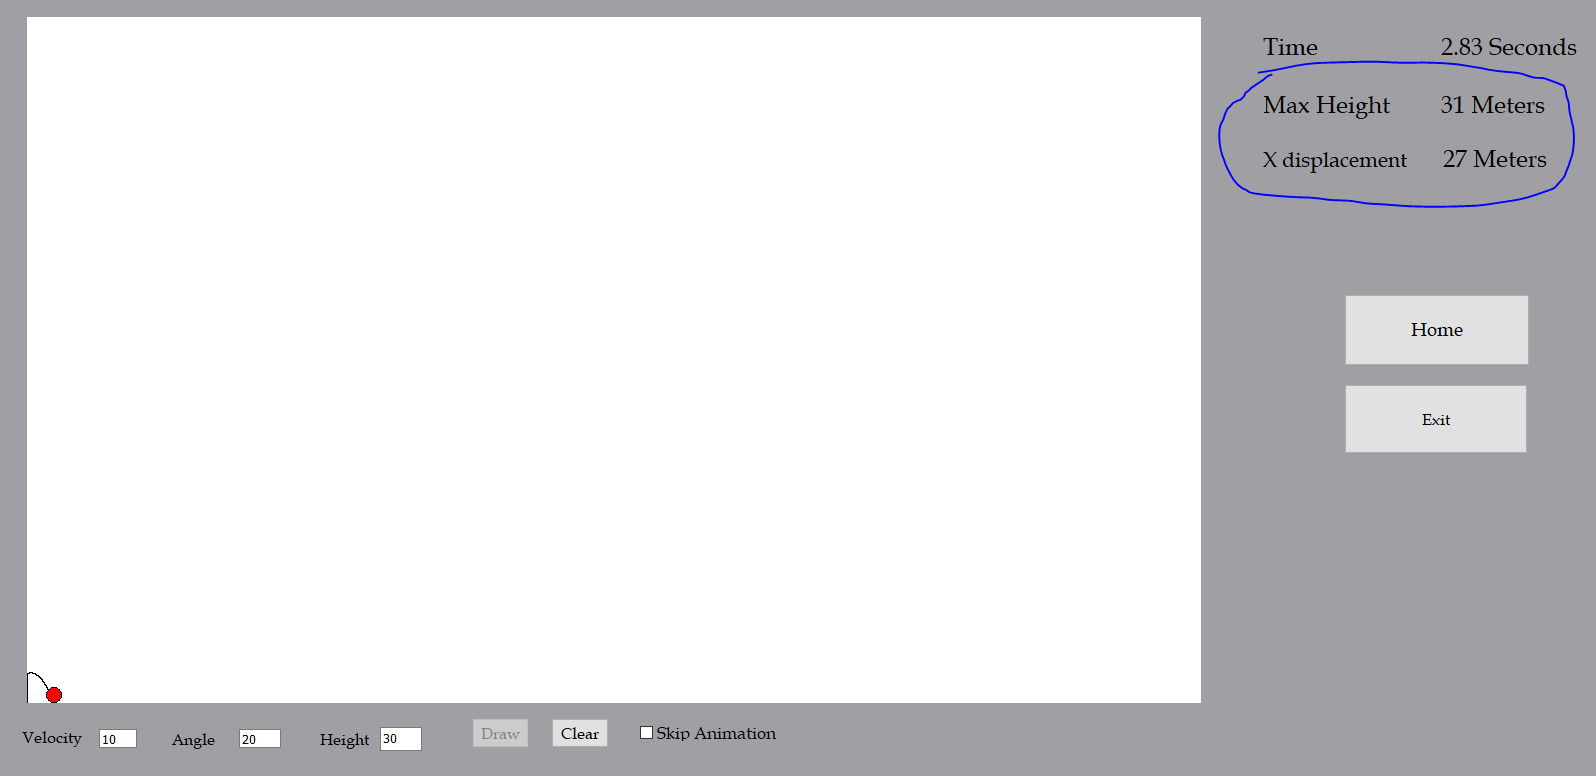 Time 2.83 Seconds
Max Height 31 Meters
X displacement 27 Meters
Home
Exit
Velocity 10 Angle 20 Height 30 Draw Clear Skip Animation